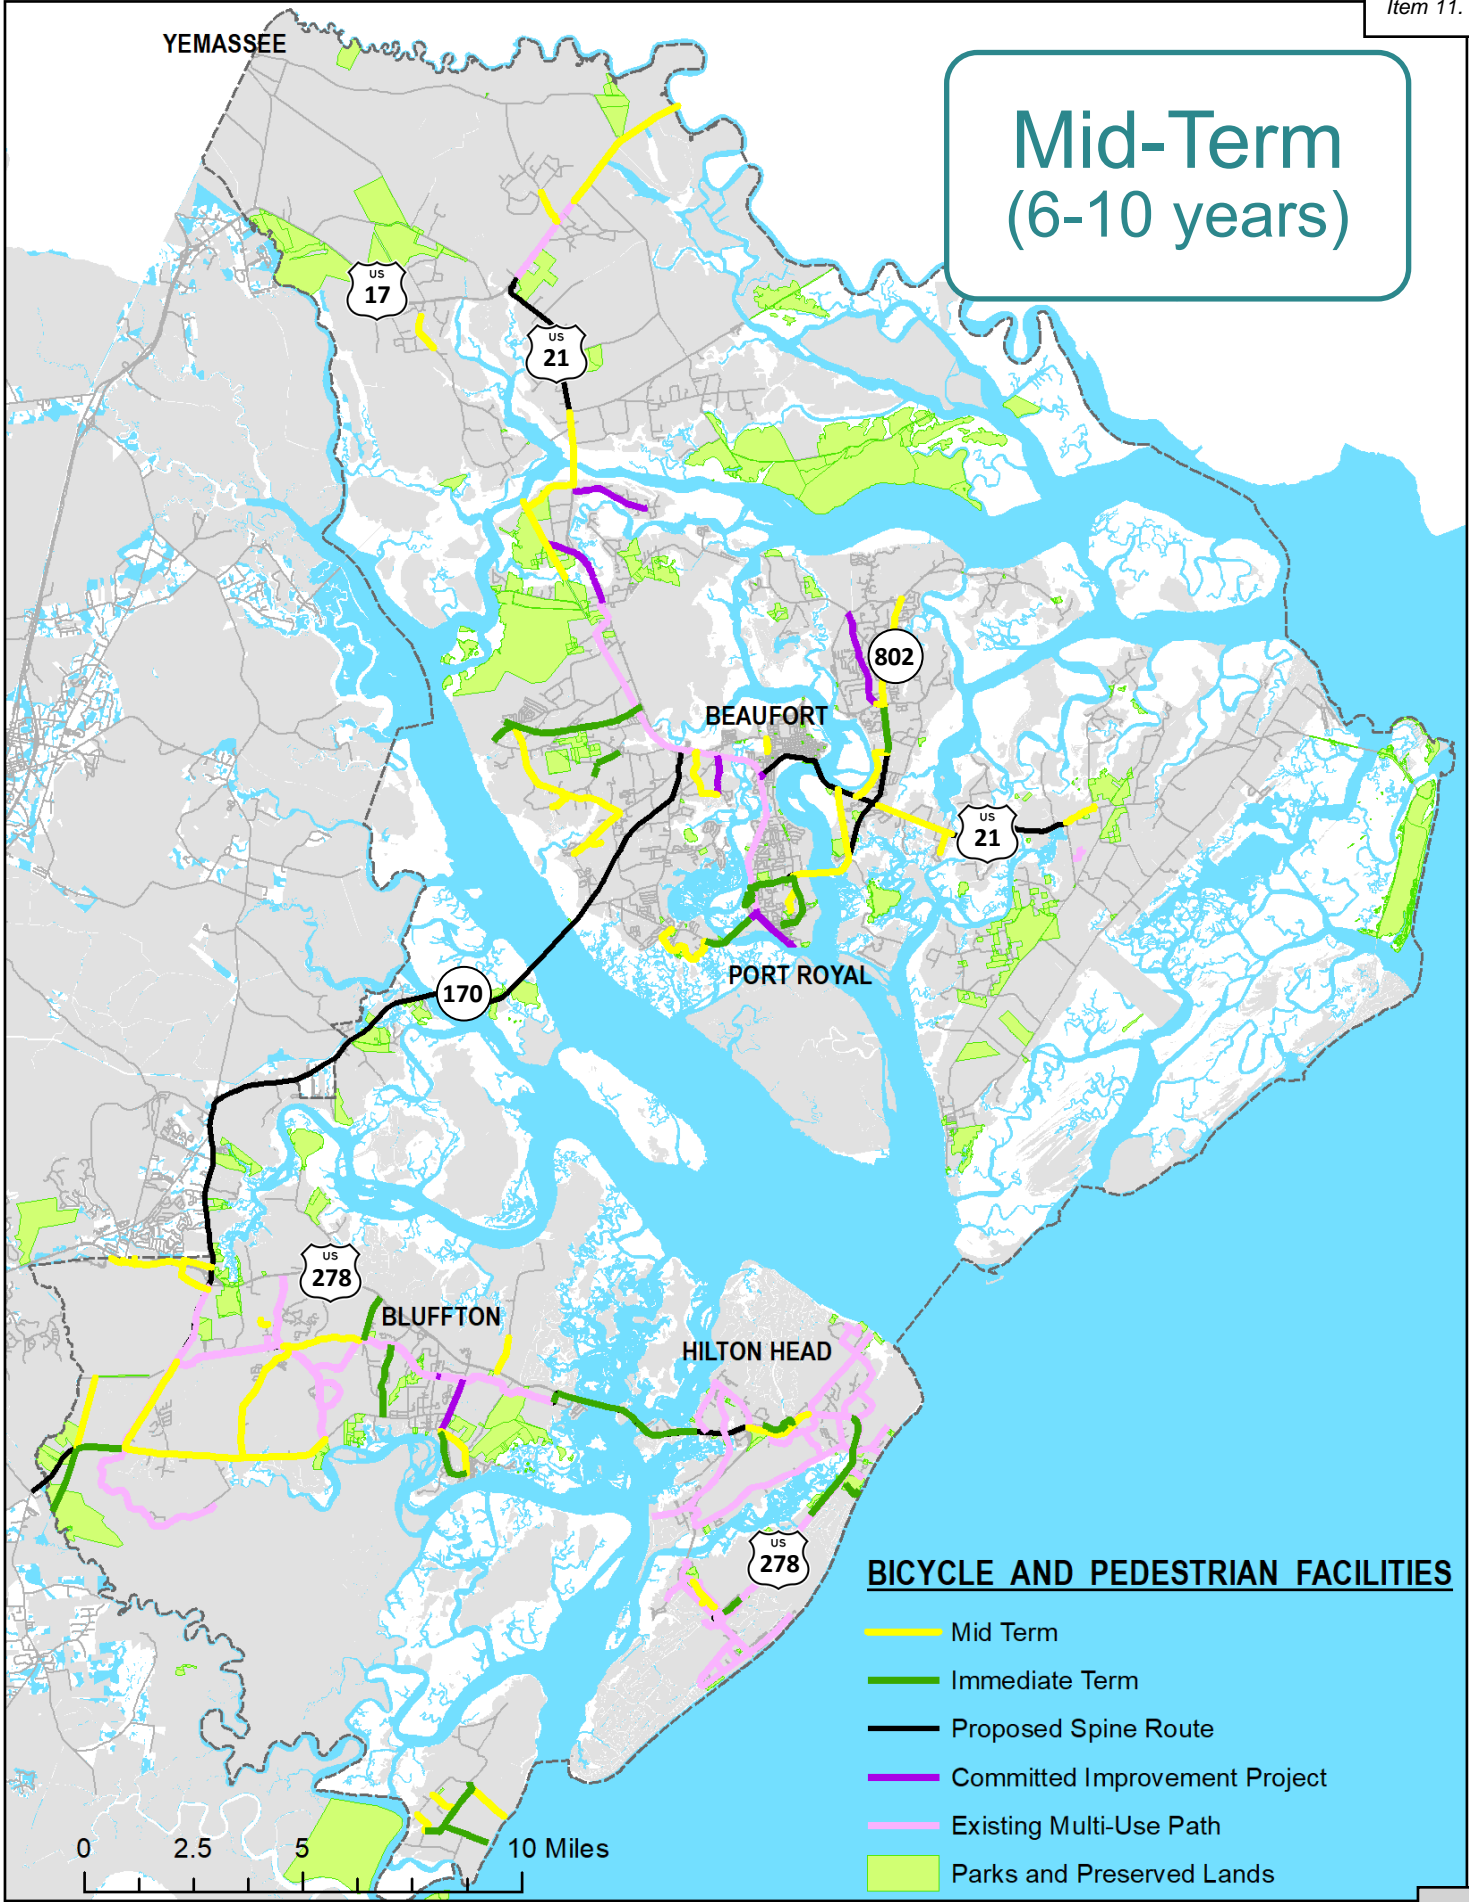 Item 11.
YEMASSEE
Mid-Term
(6-10 years)
US
17
US
21
802
BEAUFORT
US
21
PORT ROYAL
170
US
278
BLUFFTON
HILTON HEAD
US
278
BICYCLE AND PEDESTRIAN FACILITIES
Mid Term
Immediate Term
Proposed Spine Route
Committed Improvement Project
Existing Multi-Use Path
Parks and Preserved Lands
0 2.5 5 10 Miles